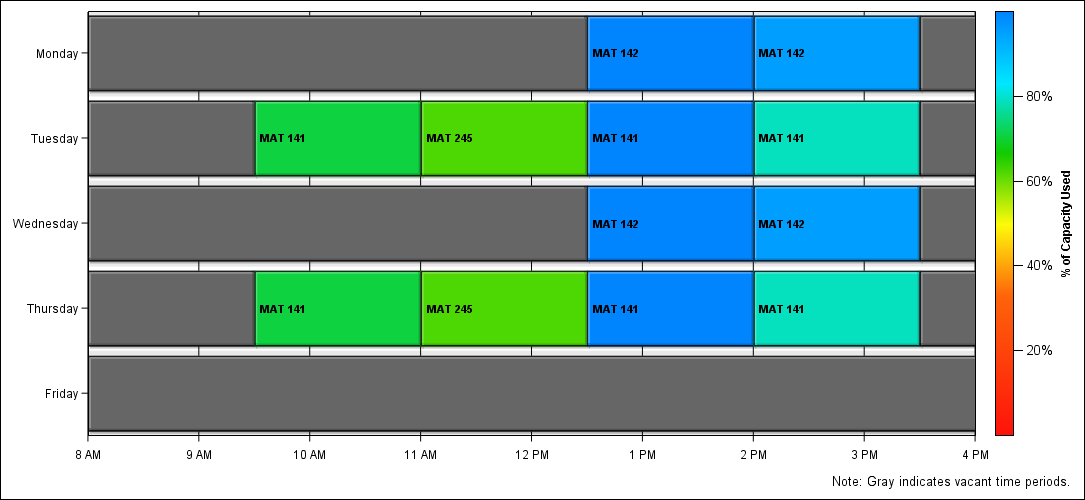 Monday
MAT 142
MAT 142
Tuesday
MAT 141
MAT 245
MAT 141
MAT 141
Wednesday
MAT 142
MAT 142
Thursday
MAT 141
MAT 245
MAT 141
MAT 141
Friday
8 AM
9 AM
10 AM
11 AM
12 PM
1 PM
2 PM
3 PM
4 PM
80%
60%
40%
20%
% of Capacity Used
Note: Gray indicates vacant time periods.